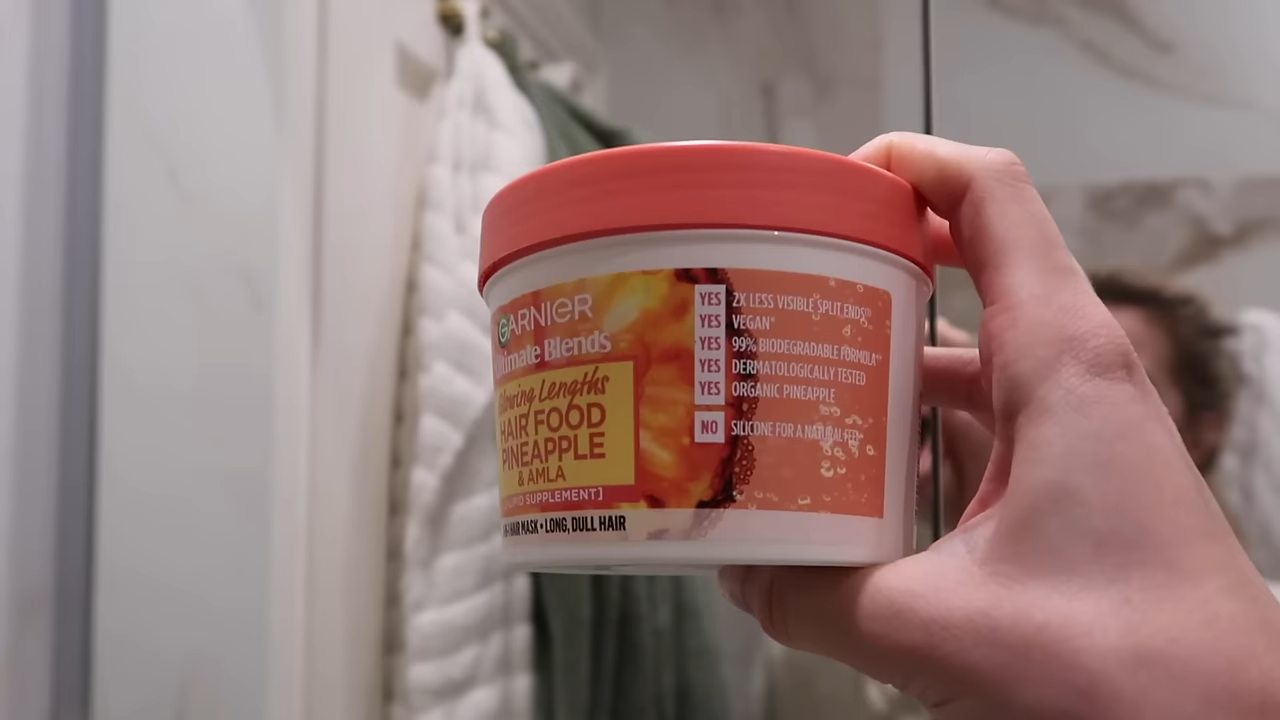 GARNIER
Ultimate Blends
Glowing Lengths
HAIR FOOD
PINEAPPLE
& AMLA
SUPPLEMENT]
HAIR MASK • LONG, DULL HAIR
YES 2X LESS VISIBLE SPLIT ENDS(1)
YES VEGAN*
YES 99% BIODEGRADABLE FORMULA**
YES DERMATOLOGICALLY TESTED
YES ORGANIC PINEAPPLE
NO SILICONE FOR A NATURAL FEEL